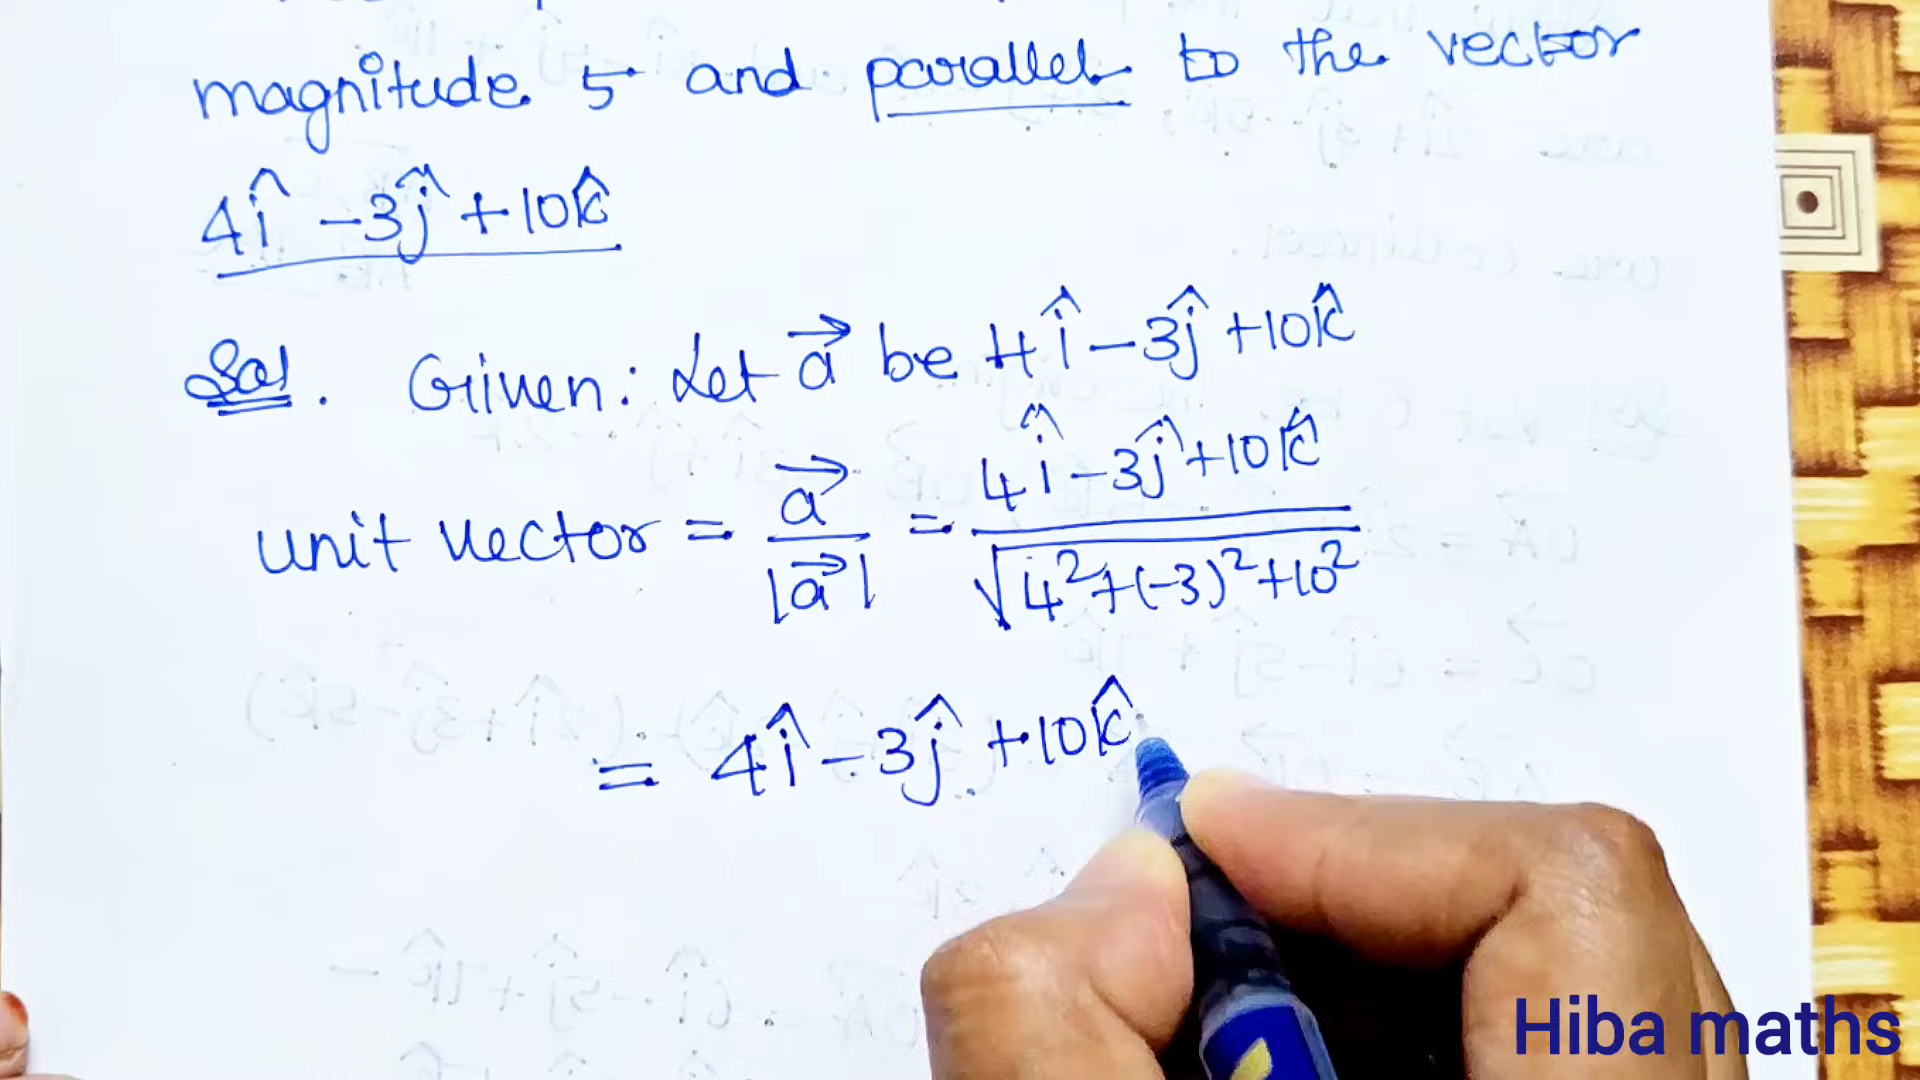 magnitude 5 and parallel to the vector
4î - 3ĵ + 10k̂
Sol. Given: Let a⃗ be 4î - 3ĵ + 10k̂
unit vector = a⃗ / |a⃗| = 4î - 3ĵ + 10k̂ / √4² + (-3)² + 10²
= 4î - 3ĵ + 10k̂
Hiba maths